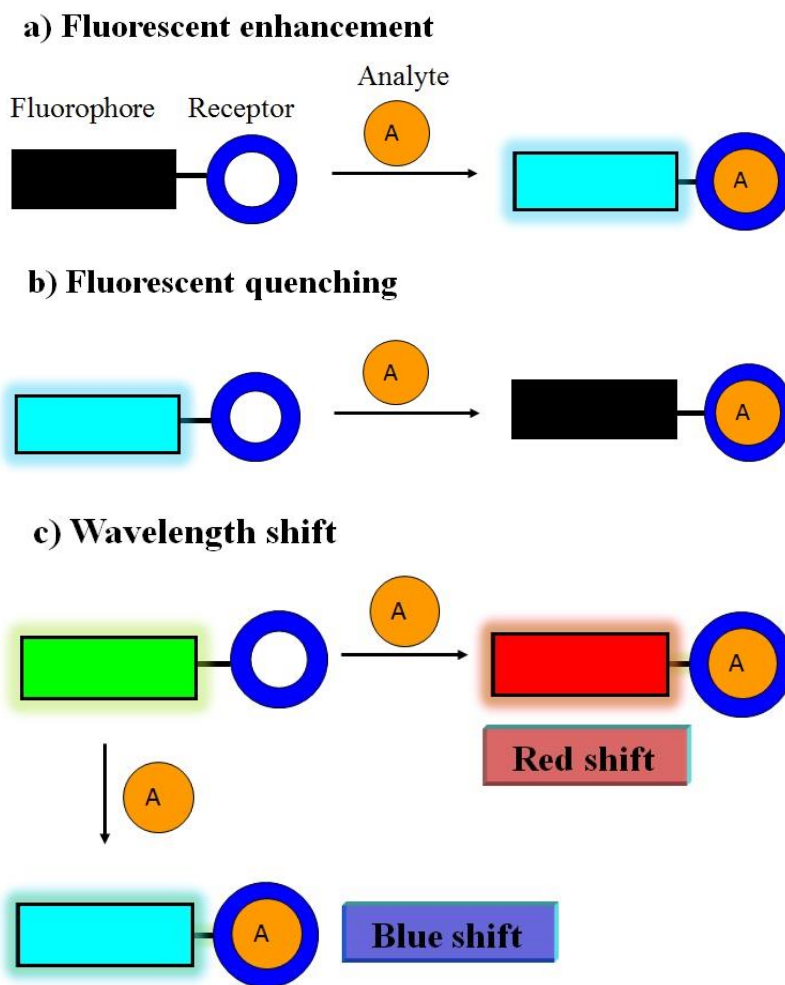 a) Fluorescent enhancement
Analyte
Fluorophore Receptor
A
A
b) Fluorescent quenching
A
A
c) Wavelength shift
A
A
Red shift
A
A
Blue shift